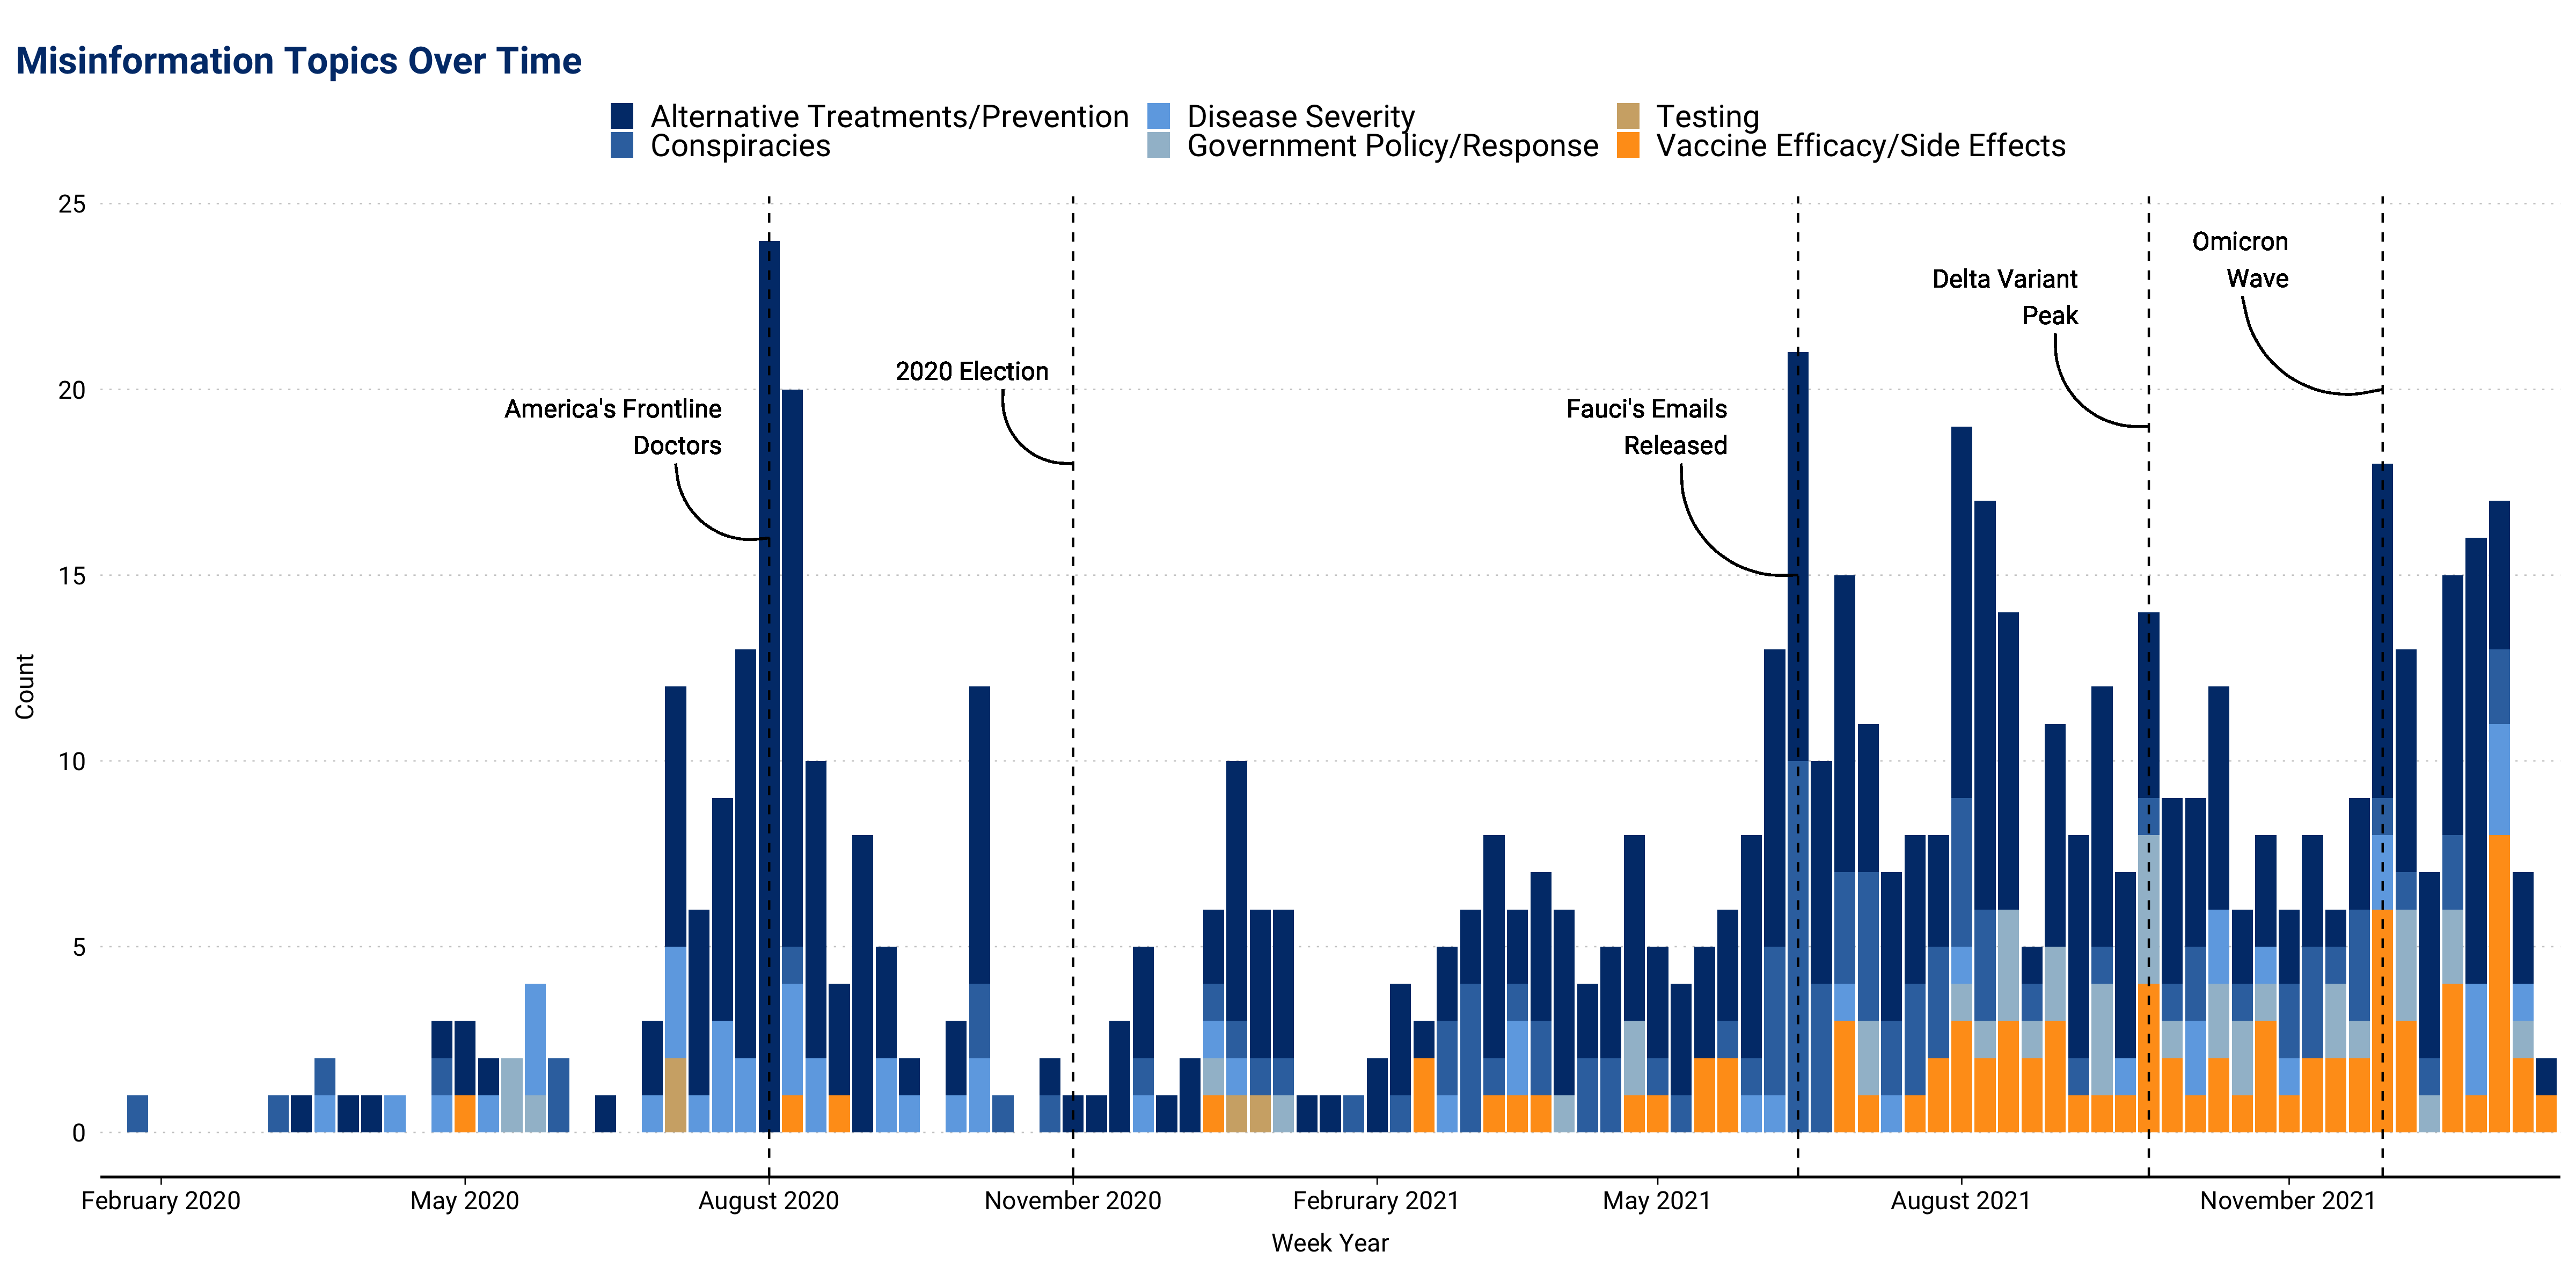 Misinformation Topics Over Time
Alternative Treatments/Prevention
Conspiracies
Disease Severity
Government Policy/Response
Testing
Vaccine Efficacy/Side Effects
25
20
15
10
5
0
Count
America's Frontline
Doctors
2020 Election
Fauci's Emails
Released
Delta Variant
Peak
Omicron
Wave
February 2020
May 2020
August 2020
November 2020
Februrary 2021
May 2021
August 2021
November 2021
Week Year